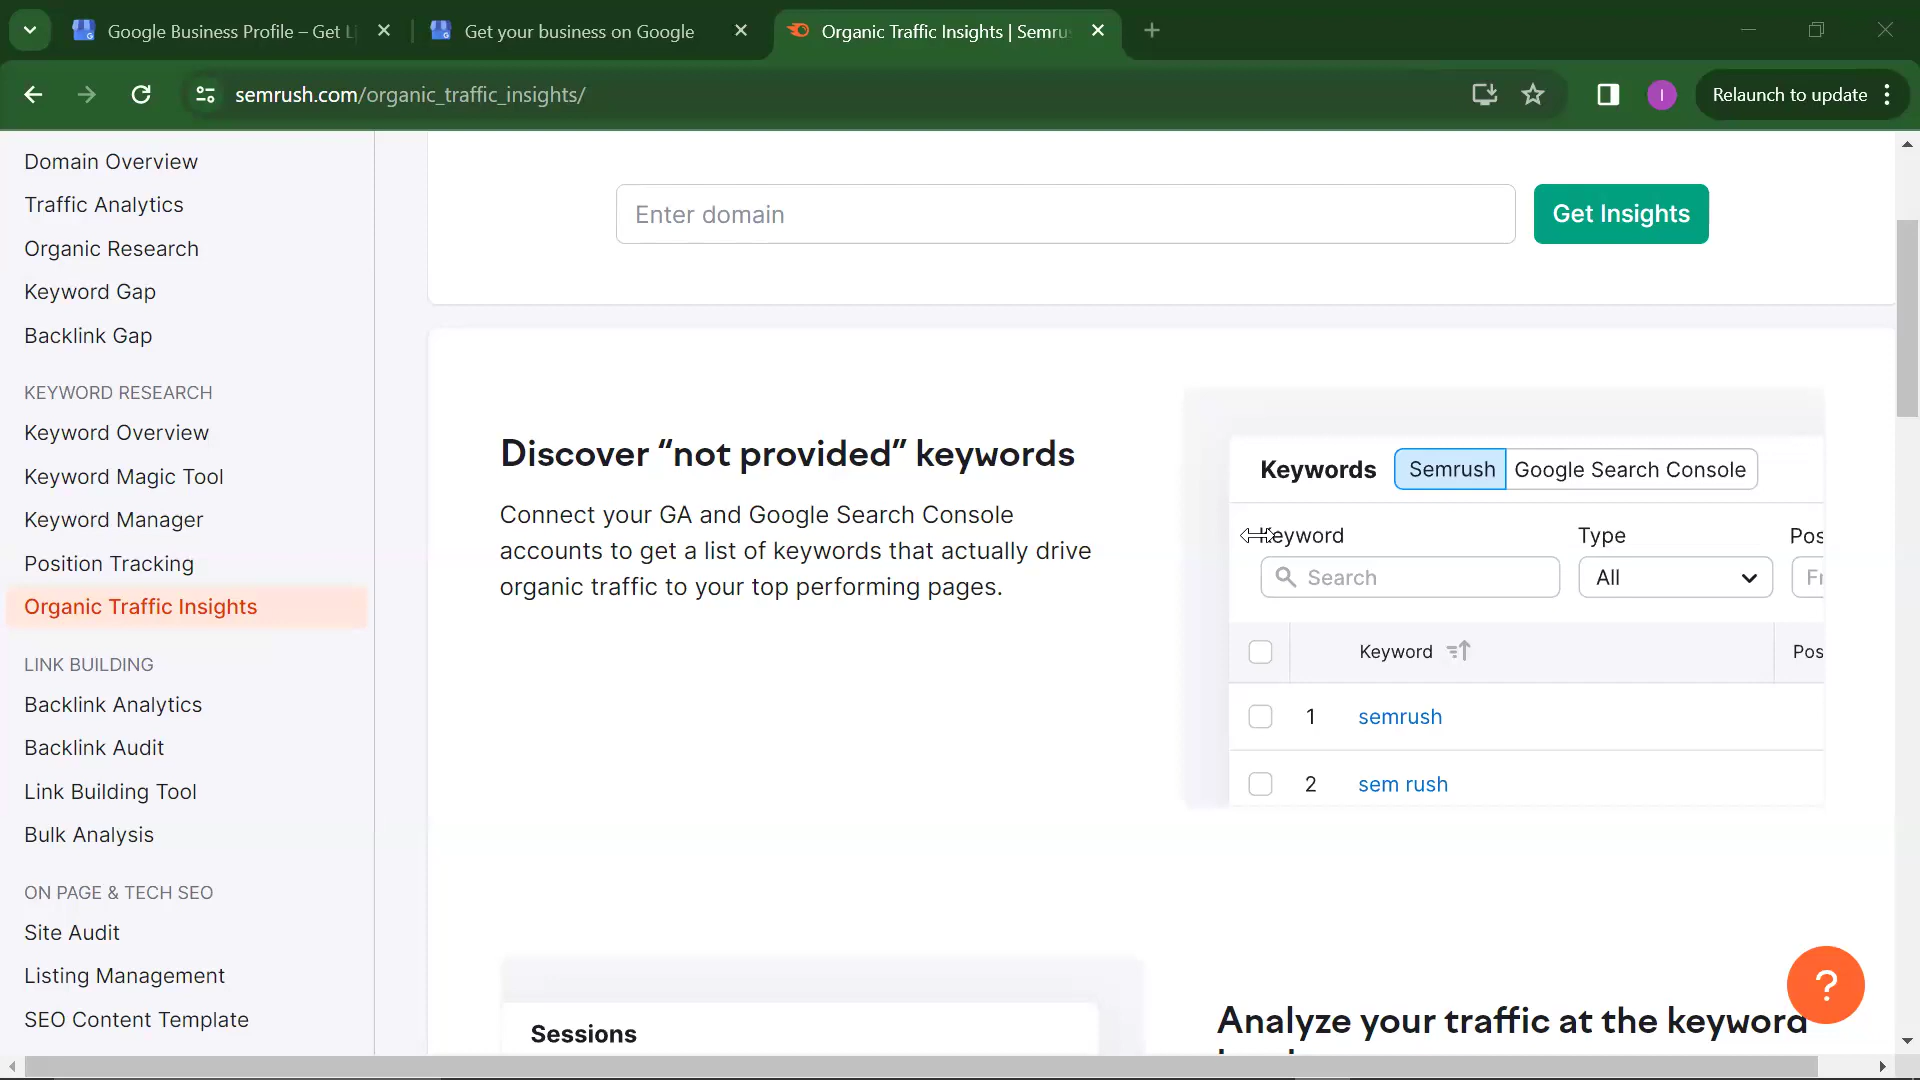 Google Business Profile – Get Li
Get your business on Google
Organic Traffic Insights | Semru
semrush.com/organic_traffic_insights/
I
Relaunch to update
Domain Overview
Traffic Analytics
Organic Research
Keyword Gap
Backlink Gap
KEYWORD RESEARCH
Keyword Overview
Keyword Magic Tool
Keyword Manager
Position Tracking
Organic Traffic Insights
LINK BUILDING
Backlink Analytics
Backlink Audit
Link Building Tool
Bulk Analysis
ON PAGE & TECH SEO
Site Audit
Listing Management
SEO Content Template
Enter domain
Get Insights
Discover “not provided” keywords
Connect your GA and Google Search Console
accounts to get a list of keywords that actually drive
organic traffic to your top performing pages.
Keywords Semrush Google Search Console
Keyword Type Pos
Search All Fr
Keyword Pos
1 semrush
2 sem rush
Sessions
Analyze your traffic at the keyword
?